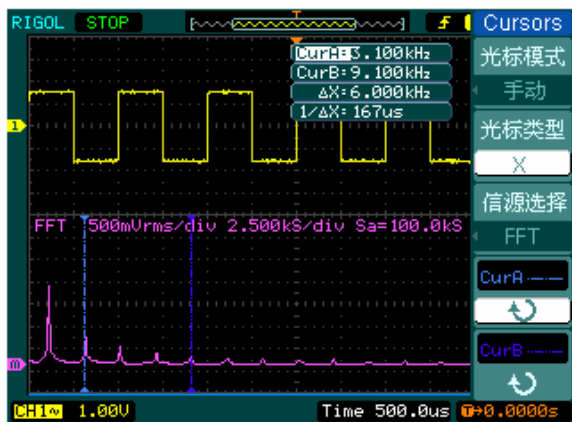 RIGOL STOP
Cursors
CurA:3.100kHz
CurB:9.100kHz
ΔX:6.000kHz
1/ΔX:167us
光标模式
手动
光标类型
X
信源选择
FFT
CurA
CurB
1
FFT 500mVrms/div 2.500kS/div Sa=100.0kS
CH1~ 1.00V Time 500.0us T→0.0000s